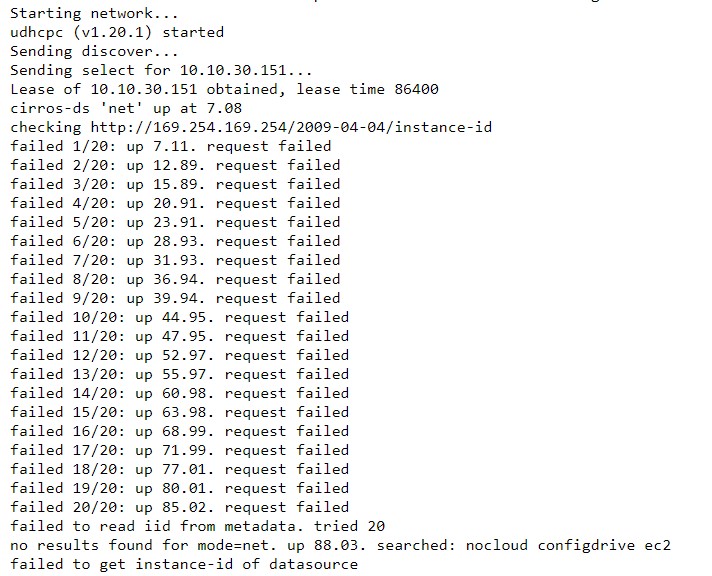 Starting network...
udhcpc (v1.20.1) started
Sending discover...
Sending select for 10.10.30.151...
Lease of 10.10.30.151 obtained, lease time 86400
cirros-ds 'net' up at 7.08
checking http://169.254.169.254/2009-04-04/instance-id
failed 1/20: up 7.11. request failed
failed 2/20: up 12.89. request failed
failed 3/20: up 15.89. request failed
failed 4/20: up 20.91. request failed
failed 5/20: up 23.91. request failed
failed 6/20: up 28.93. request failed
failed 7/20: up 31.93. request failed
failed 8/20: up 36.94. request failed
failed 9/20: up 39.94. request failed
failed 10/20: up 44.95. request failed
failed 11/20: up 47.95. request failed
failed 12/20: up 52.97. request failed
failed 13/20: up 55.97. request failed
failed 14/20: up 60.98. request failed
failed 15/20: up 63.98. request failed
failed 16/20: up 68.99. request failed
failed 17/20: up 71.99. request failed
failed 18/20: up 77.01. request failed
failed 19/20: up 80.01. request failed
failed 20/20: up 85.02. request failed
failed to read iid from metadata. tried 20
no results found for mode=net. up 88.03. searched: nocloud configdrive ec2
failed to get instance-id of datasource